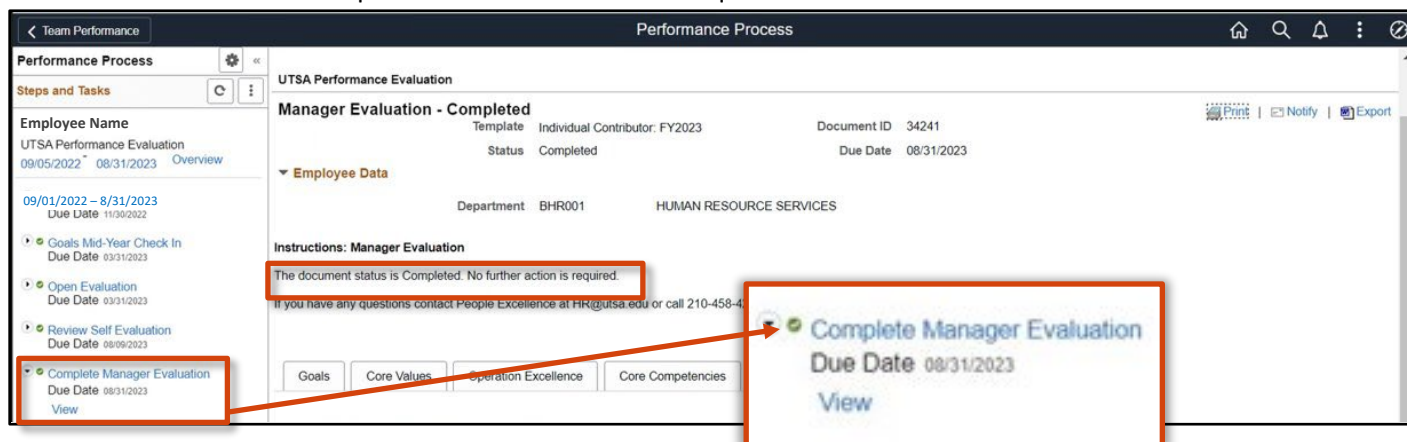 Team Performance
Performance Process
Performance Process
Steps and Tasks
Employee Name
UTSA Performance Evaluation
09/05/2022 - 08/31/2023 Overview
09/01/2022 – 8/31/2023
Due Date 11/30/2022
Goals Mid-Year Check In
Due Date 03/31/2023
Open Evaluation
Due Date 03/31/2023
Review Self Evaluation
Due Date 08/09/2023
Complete Manager Evaluation
Due Date 08/31/2023
View
UTSA Performance Evaluation
Manager Evaluation - Completed
Print | Notify | Export
Template Individual Contributor: FY2023 Document ID 34241
Status Completed Due Date 08/31/2023
Employee Data
Department BHR001 HUMAN RESOURCE SERVICES
Instructions: Manager Evaluation
The document status is Completed. No further action is required.
If you have any questions contact People Excellence at HR@utsa.edu or call 210-458-4
Goals Core Values Operation Excellence Core Competencies
Complete Manager Evaluation
Due Date 08/31/2023
View